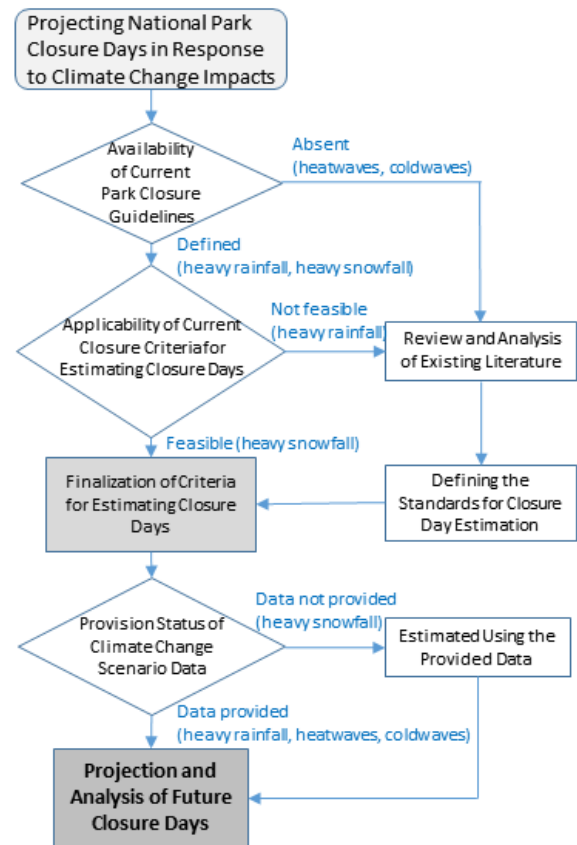 Projecting National Park
Closure Days in Response
to Climate Change Impacts
Availability
of Current
Park Closure
Guidelines
Absent
(heatwaves, coldwaves)
Defined
(heavy rainfall, heavy snowfall)
Applicability of Current
Closure Criteria for
Estimating Closure Days
Not feasible
(heavy rainfall)
Review and Analysis
of Existing Literature
Feasible (heavy snowfall)
Finalization of Criteria
for Estimating Closure
Days
Defining the
Standards for Closure
Day Estimation
Provision Status of
Climate Change
Scenario Data
Data not provided
(heavy snowfall)
Estimated Using the
Provided Data
Data provided
(heavy rainfall, heatwaves, coldwaves)
Projection and
Analysis of Future
Closure Days